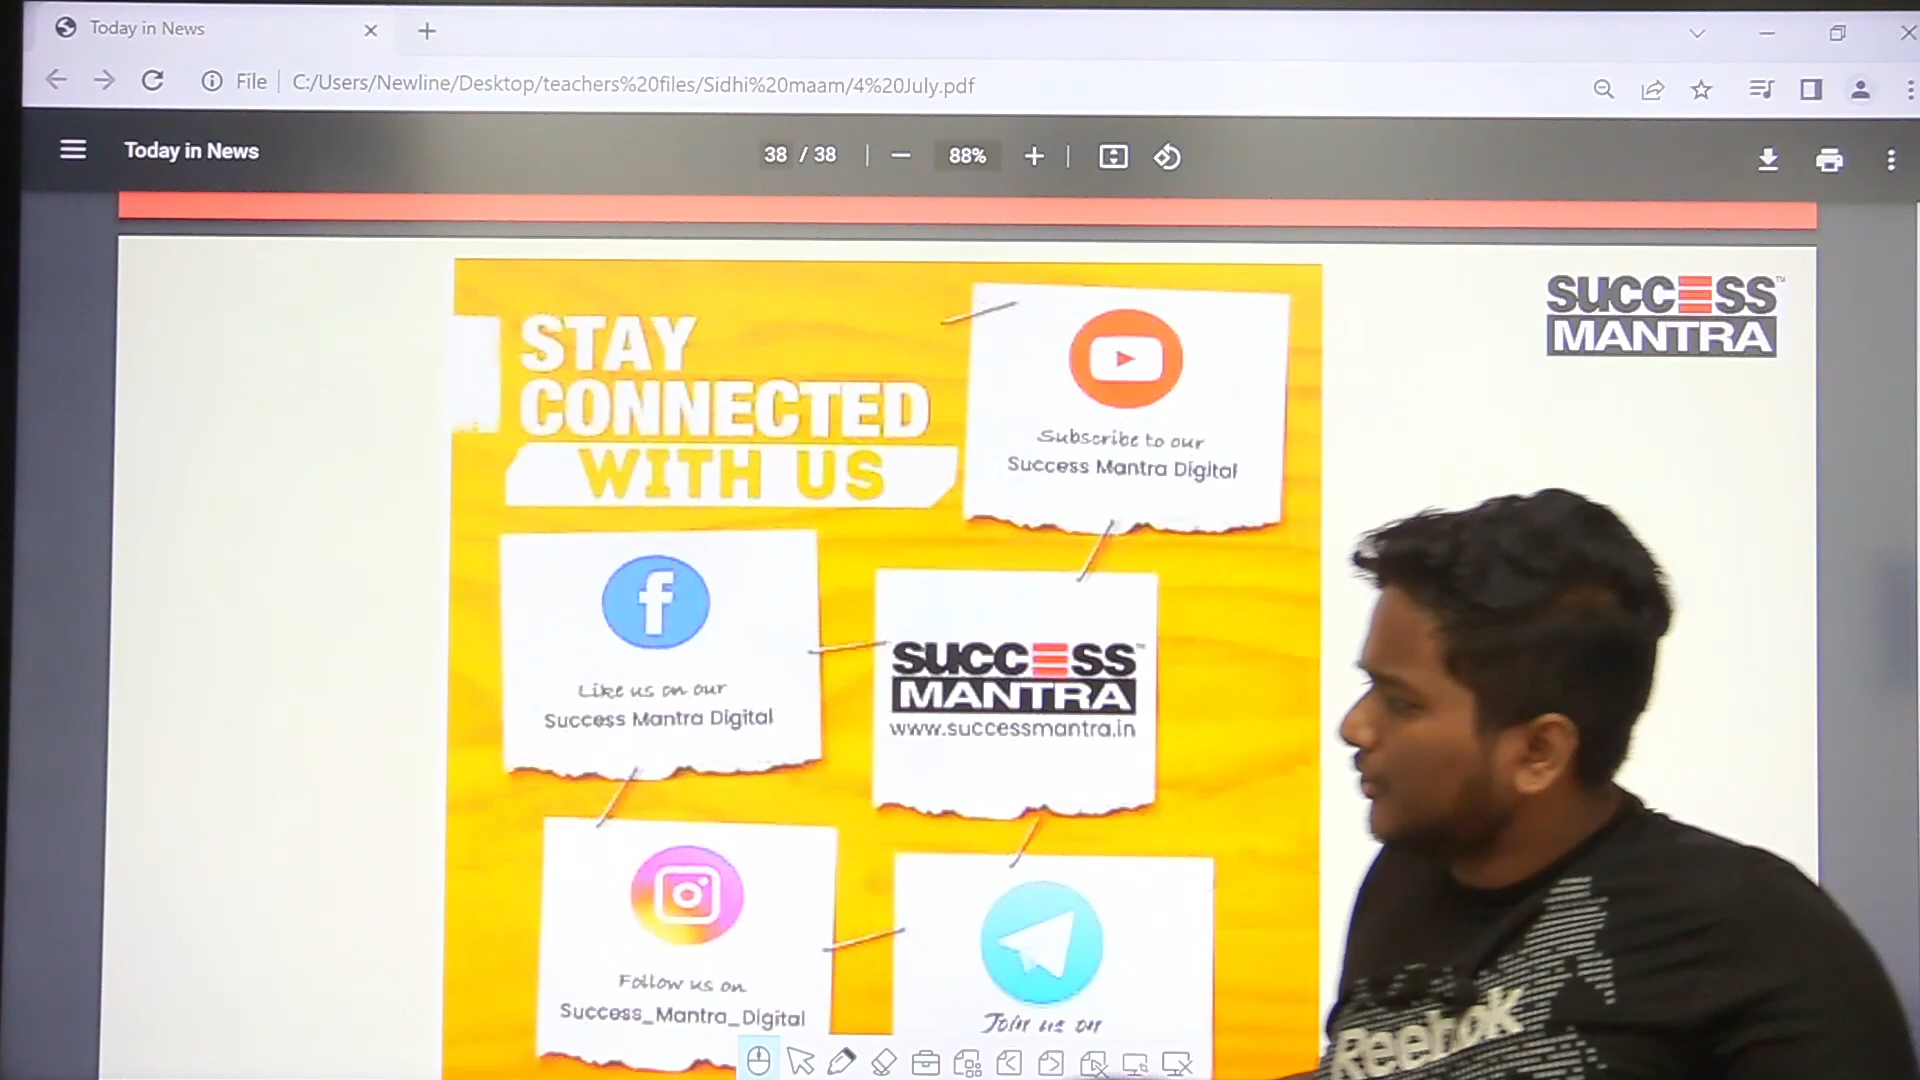 Today in News
File
C:/Users/Newline/Desktop/teachers%20files/Sidhi%20maam/4%20July.pdf
Today in News
38 / 38
88%
SUCCESS
MANTRA
STAY
CONNECTED
WITH US
Subscribe to our
Success Mantra Digital
Like us on our
Success Mantra Digital
SUCCESS
MANTRA
www.successmantra.in
Follow us on
Success_Mantra_Digital
Join us on
Reebok